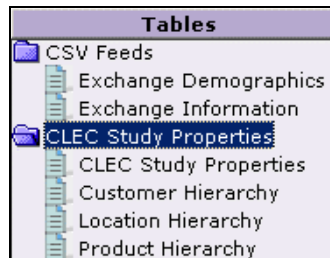 Tables
CSV Feeds
Exchange Demographics
Exchange Information
CLEC Study Properties
CLEC Study Properties
Customer Hierarchy
Location Hierarchy
Product Hierarchy